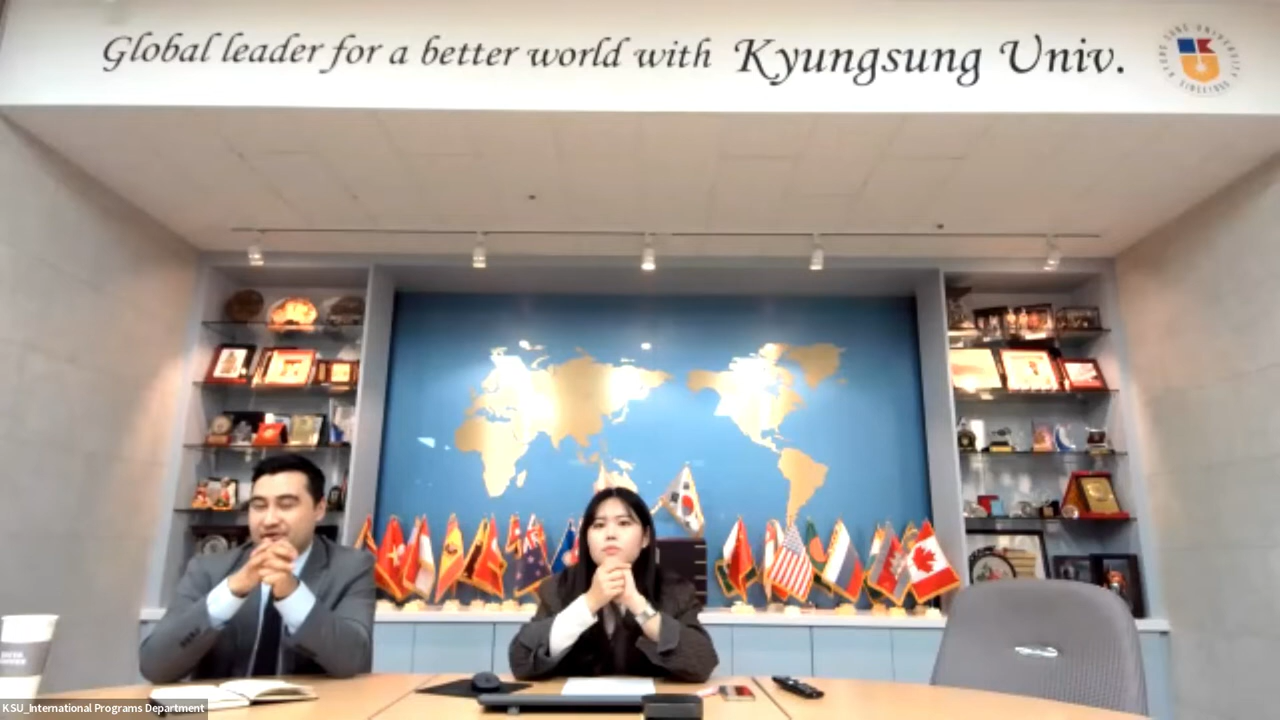 Global leader for a better world with Kyungsung Univ.
KSU_International Programs Department